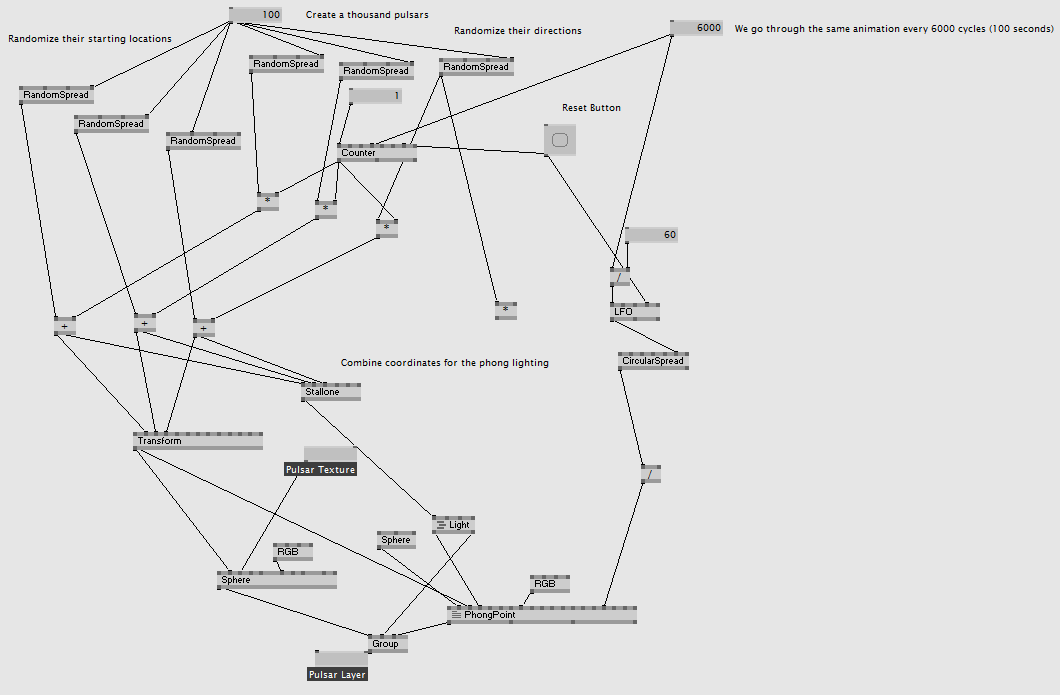 100
Create a thousand pulsars
6000
We go through the same animation every 6000 cycles (100 seconds)
Randomize their starting locations
Randomize their directions
RandomSpread
RandomSpread
RandomSpread
RandomSpread
1
Reset Button
RandomSpread
RandomSpread
Counter
*
*
*
60
/
*
LFO
+
+
+
Combine coordinates for the phong lighting
CircularSpread
Stallone
Transform
Pulsar Texture
/
Light
Sphere
RGB
Sphere
RGB
PhongPoint
Group
Pulsar Layer